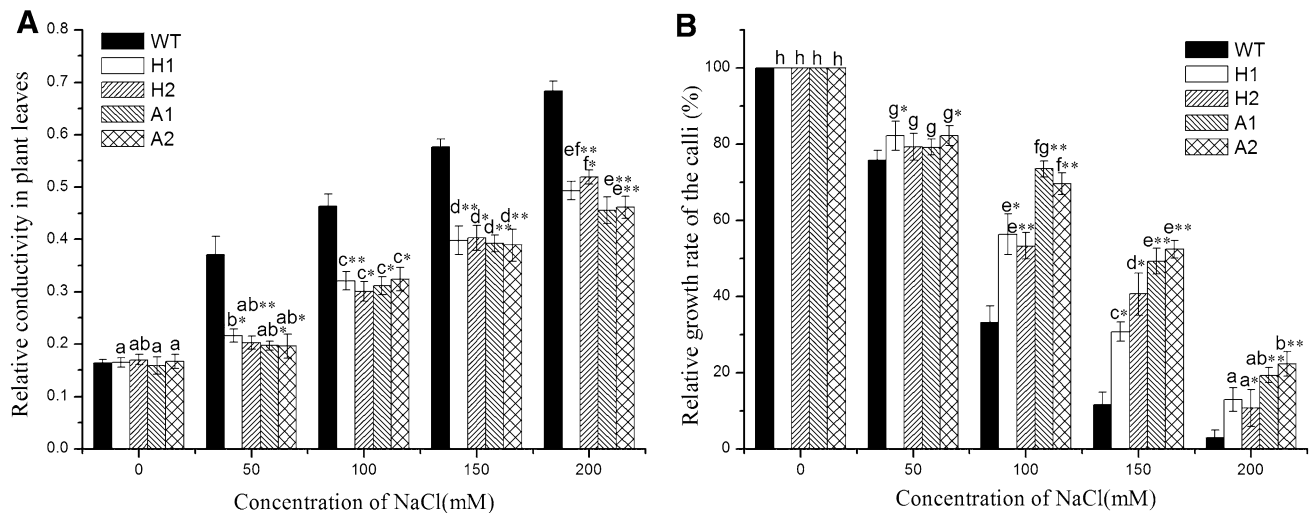 A
B
Relative conductivity in plant leaves
0.8
0.7
0.6
0.5
0.4
0.3
0.2
0.1
0.0
WT
H1
H2
A1
A2
a ab a a
b* ab** ab* ab*
c** c* c* c*
d** d* d** d**
ef** f* e** e**
0 50 100 150 200
Concentration of NaCl(mM)
Relative growth rate of the calli (%)
100
80
60
40
20
0
WT
H1
H2
A1
A2
h h h h
g* g g g*
e* e** fg** f**
c* d* e** e**
a a* ab** b**
0 50 100 150 200
Concentration of NaCl(mM)